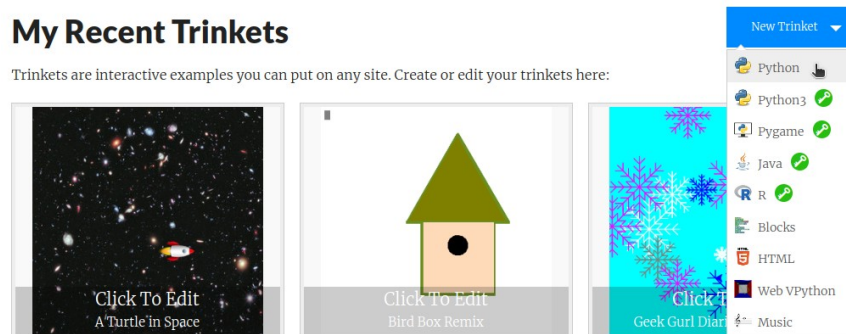 My Recent Trinkets
New Trinket
Trinkets are interactive examples you can put on any site. Create or edit your trinkets here:
Python
Python3
Pygame
Java
R
Blocks
HTML
Web VPython
Music
Click To Edit
A Turtle in Space
Click To Edit
Bird Box Remix
Click T
Geek Gurl Diari